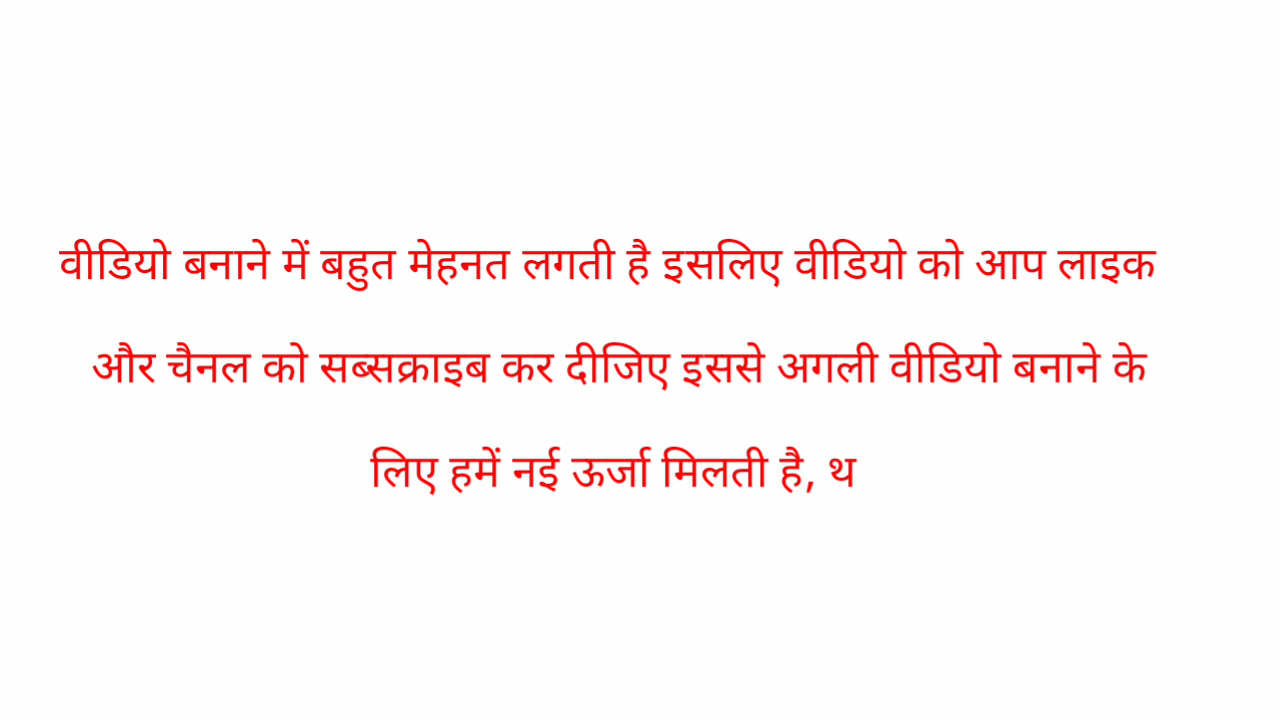 वीडियो बनाने में बहुत मेहनत लगती है इसलिए वीडियो को आप लाइक
और चैनल को सब्सक्राइब कर दीजिए इससे अगली वीडियो बनाने के
लिए हमें नई ऊर्जा मिलती है, थ